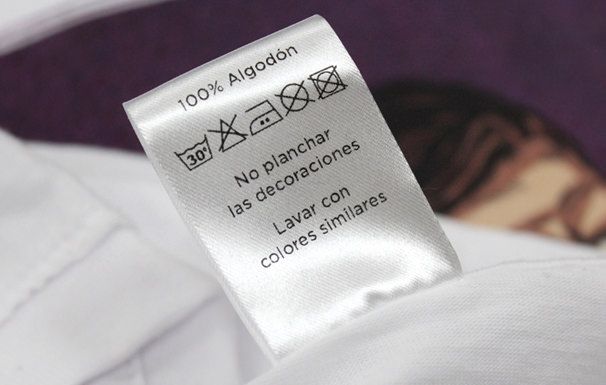 100% Algodón
30°
No planchar
las decoraciones
Lavar con
colores similares